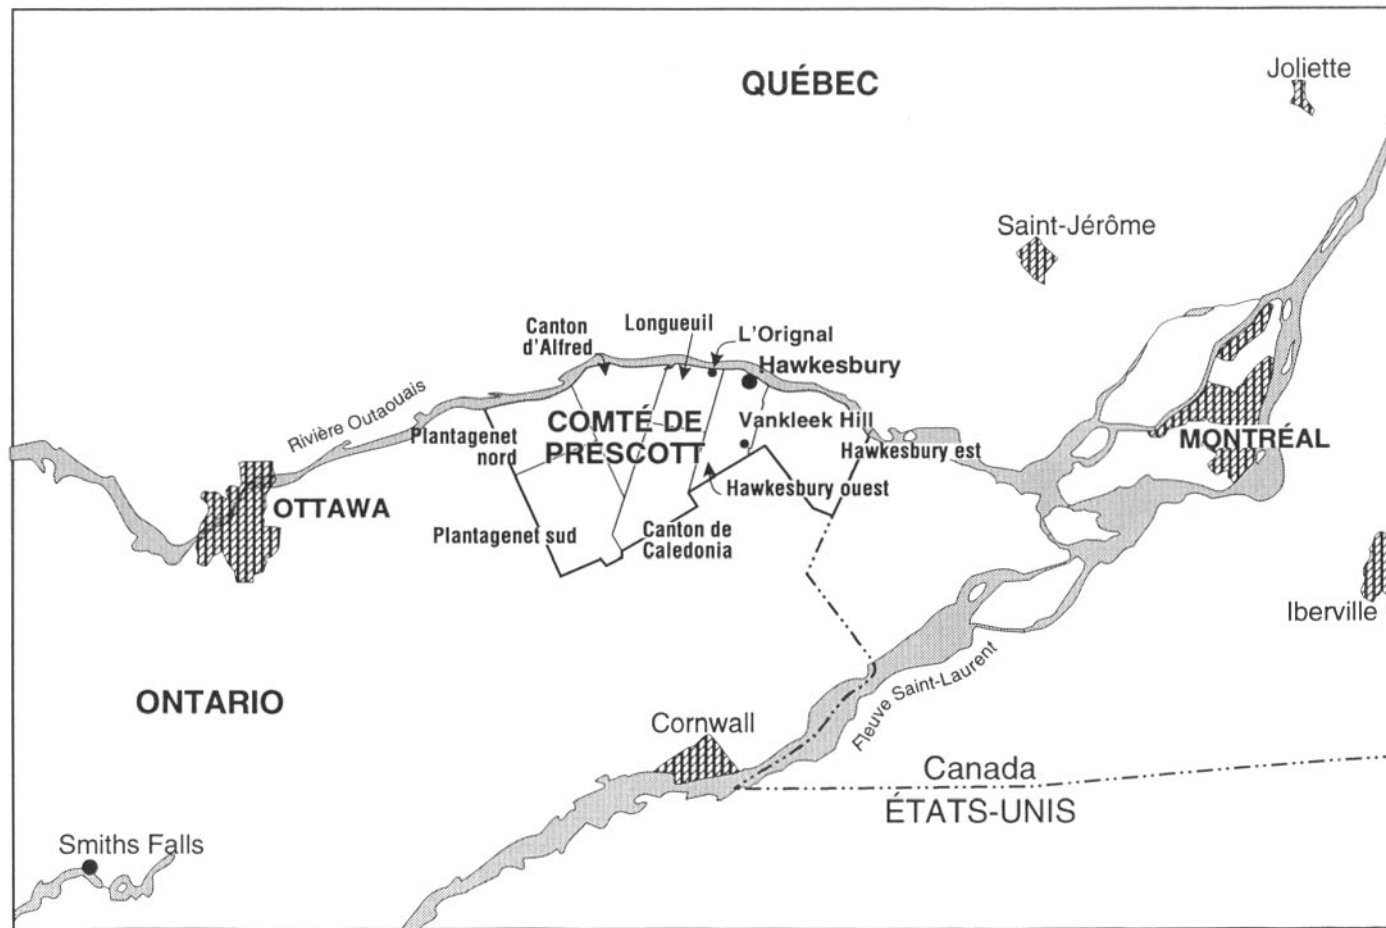 QUÉBEC
Joliette
Saint-Jérôme
Canton
d'Alfred
Longueuil
L'Orignal
Hawkesbury
Rivière Outaouais
Plantagenet
nord
COMTÉ DE
PRESCOTT
Vankleek Hill
Hawkesbury est
MONTRÉAL
OTTAWA
Hawkesbury ouest
Plantagenet sud
Canton de
Caledonia
Iberville
ONTARIO
Fleuve Saint-Laurent
Cornwall
Canada
ÉTATS-UNIS
Smiths Falls